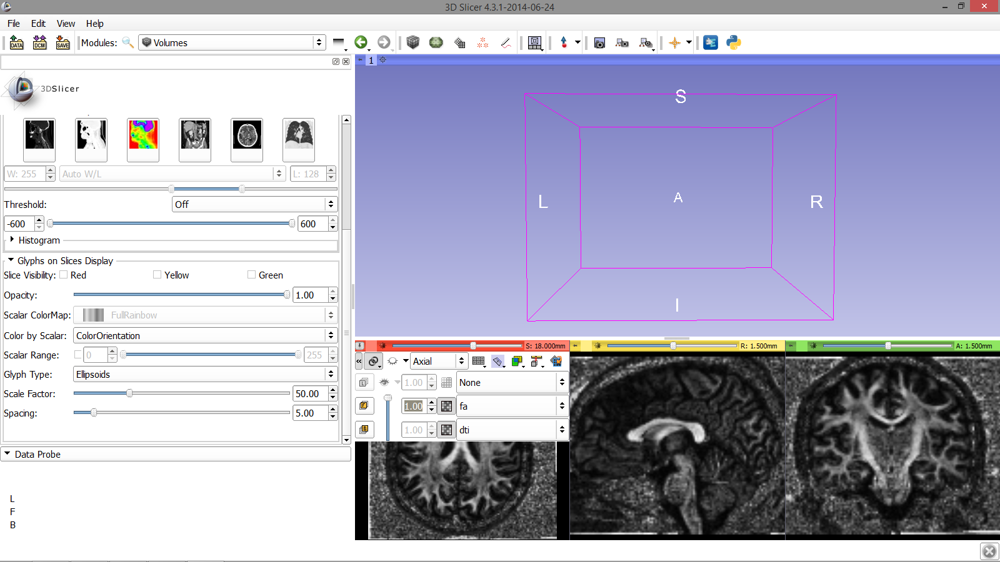 3D Slicer 4.3.1-2014-06-24
File Edit View Help
DATA DCM SAVE Modules: Volumes
1
3DSlicer
W: 255 Auto W/L L: 128
Threshold: Off
-600 600
Histogram
Glyphs on Slices Display
Slice Visibility: Red Yellow Green
Opacity: 1.00
Scalar ColorMap: FullRainbow
Color by Scalar: ColorOrientation
Scalar Range: 0 255
Glyph Type: Ellipsoids
Scale Factor: 50.00
Spacing: 5.00
Data Probe
L
F
B
S
L A R
I
S: 18.000mm R: 1.500mm A: 1.500mm
Axial
L 1.00 None
F 1.00 fa
B 1.00 dti